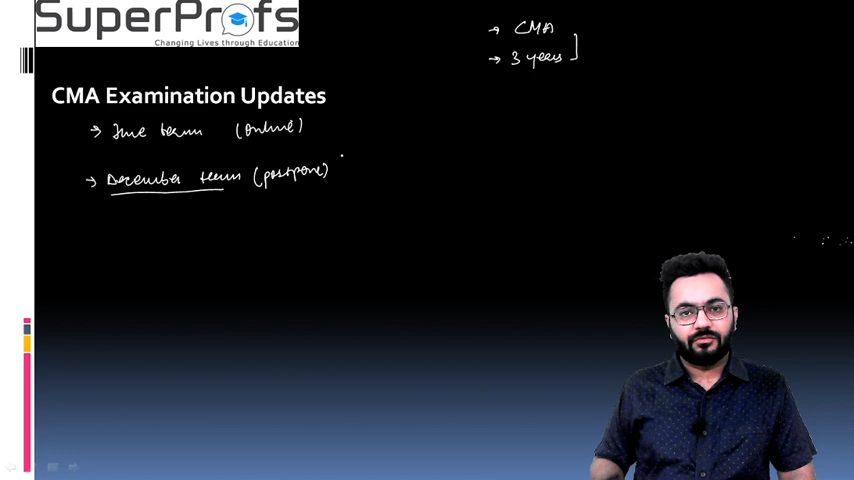 SuperProfs
Changing Lives through Education
→ CMA
→ 3 years
CMA Examination Updates
→ June term (online)
→ December term (postpone)